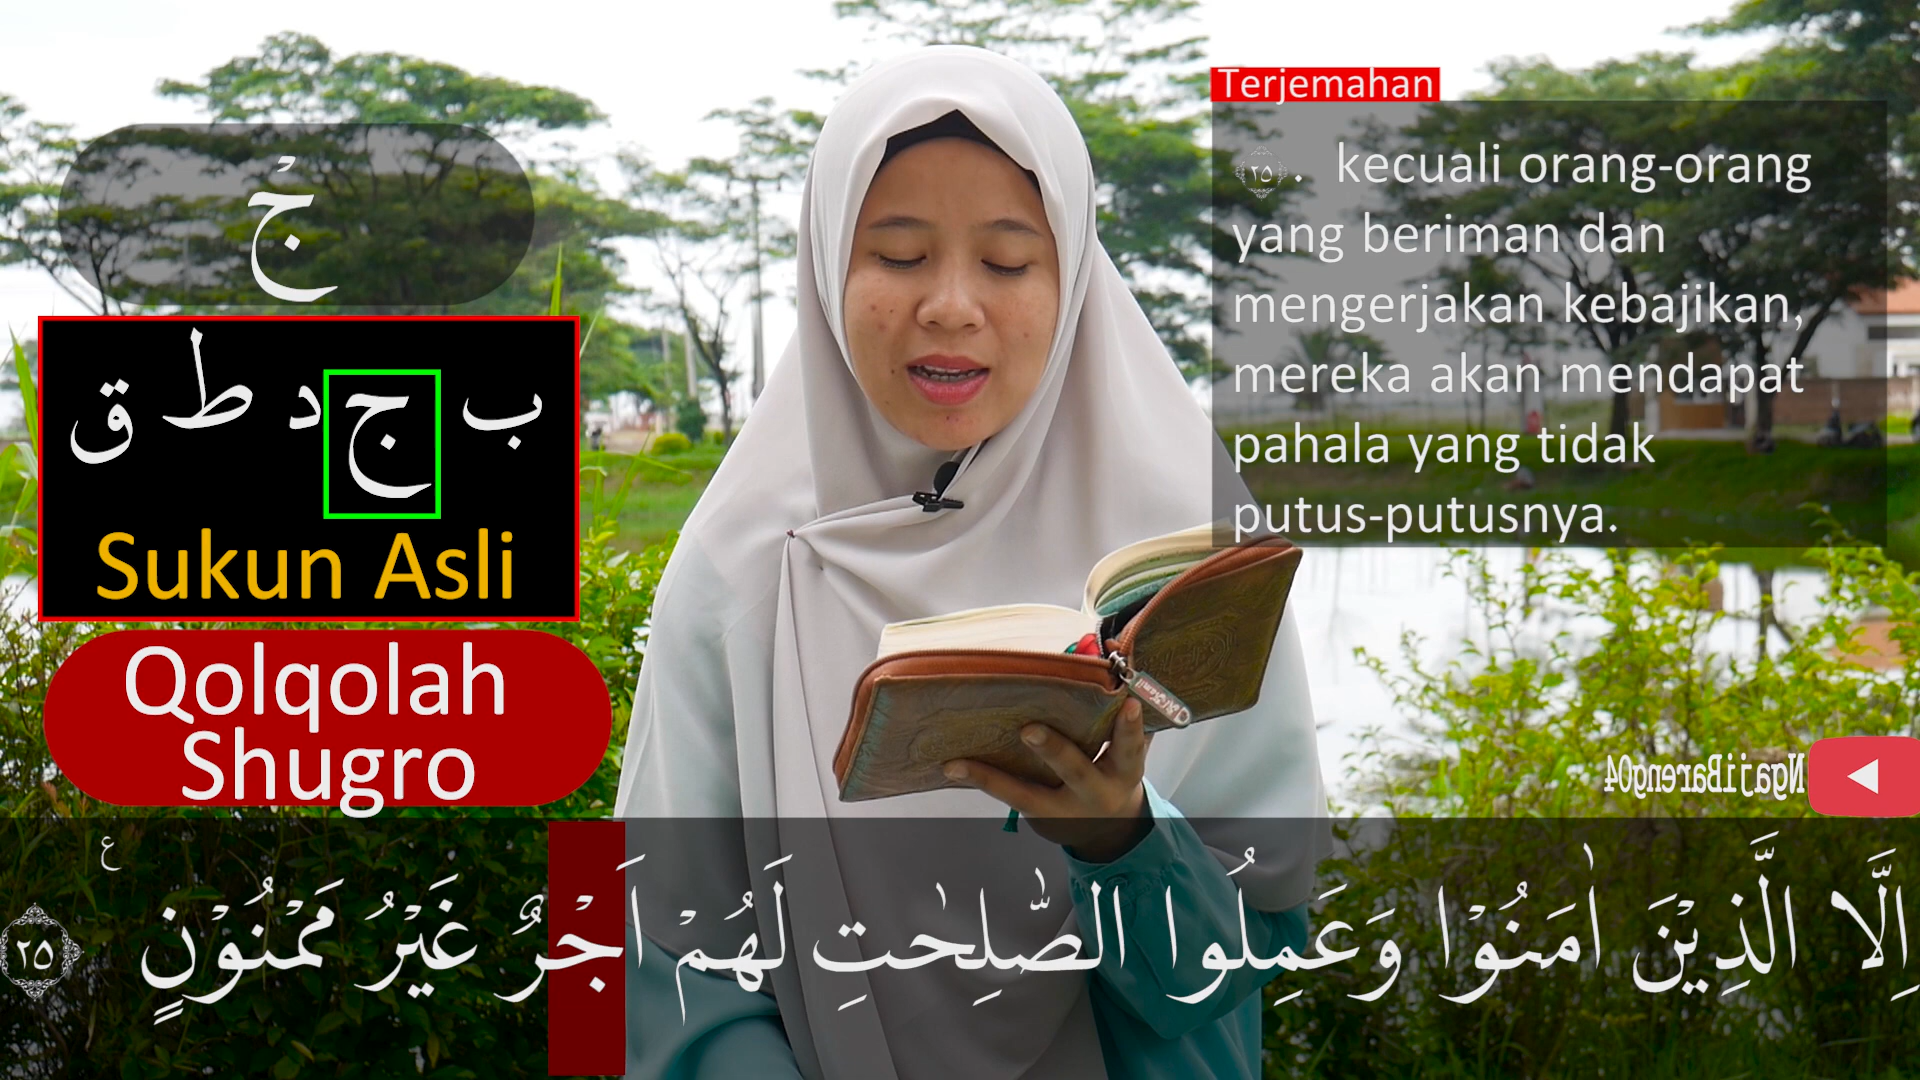 جْ
ب ج د ط ق
Sukun Asli
Qolqolah
Shugro
Terjemahan
٢٥. kecuali orang-orang
yang beriman dan
mengerjakan kebajikan,
mereka akan mendapat
pahala yang tidak
putus-putusnya.
NgajiBareng04
اِلَّا الَّذِيْنَ اٰمَنُوْا وَعَمِلُوا الصّٰلِحٰتِ لَهُمْ اَجْرٌ غَيْرُ مَمْنُوْنٍ ࣖ ٢٥